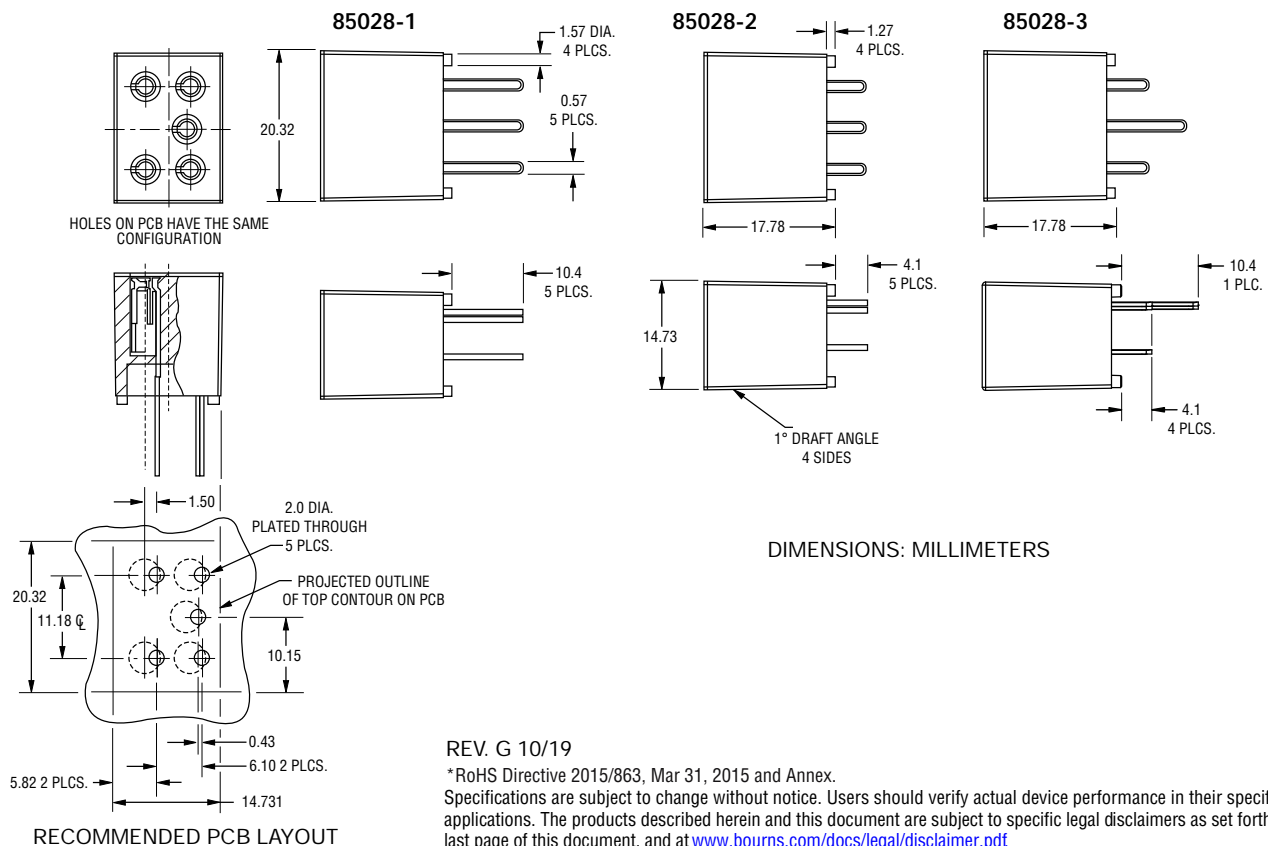 85028-1
85028-2
85028-3
1.57 DIA.
4 PLCS.
0.57
5 PLCS.
20.32
1.27
4 PLCS.
17.78
17.78
HOLES ON PCB HAVE THE SAME
CONFIGURATION
10.4
5 PLCS.
4.1
5 PLCS.
14.73
1° DRAFT ANGLE
4 SIDES
10.4
1 PLC.
4.1
4 PLCS.
1.50
2.0 DIA.
PLATED THROUGH
5 PLCS.
PROJECTED OUTLINE
OF TOP CONTOUR ON PCB
20.32
11.18 ℄
10.15
0.43
6.10 2 PLCS.
5.82 2 PLCS.
14.731
RECOMMENDED PCB LAYOUT
DIMENSIONS: MILLIMETERS
REV. G 10/19
*RoHS Directive 2015/863, Mar 31, 2015 and Annex.
Specifications are subject to change without notice. Users should verify actual device performance in their specif
applications. The products described herein and this document are subject to specific legal disclaimers as set forth
last page of this document, and at www.bourns.com/docs/legal/disclaimer.pdf.